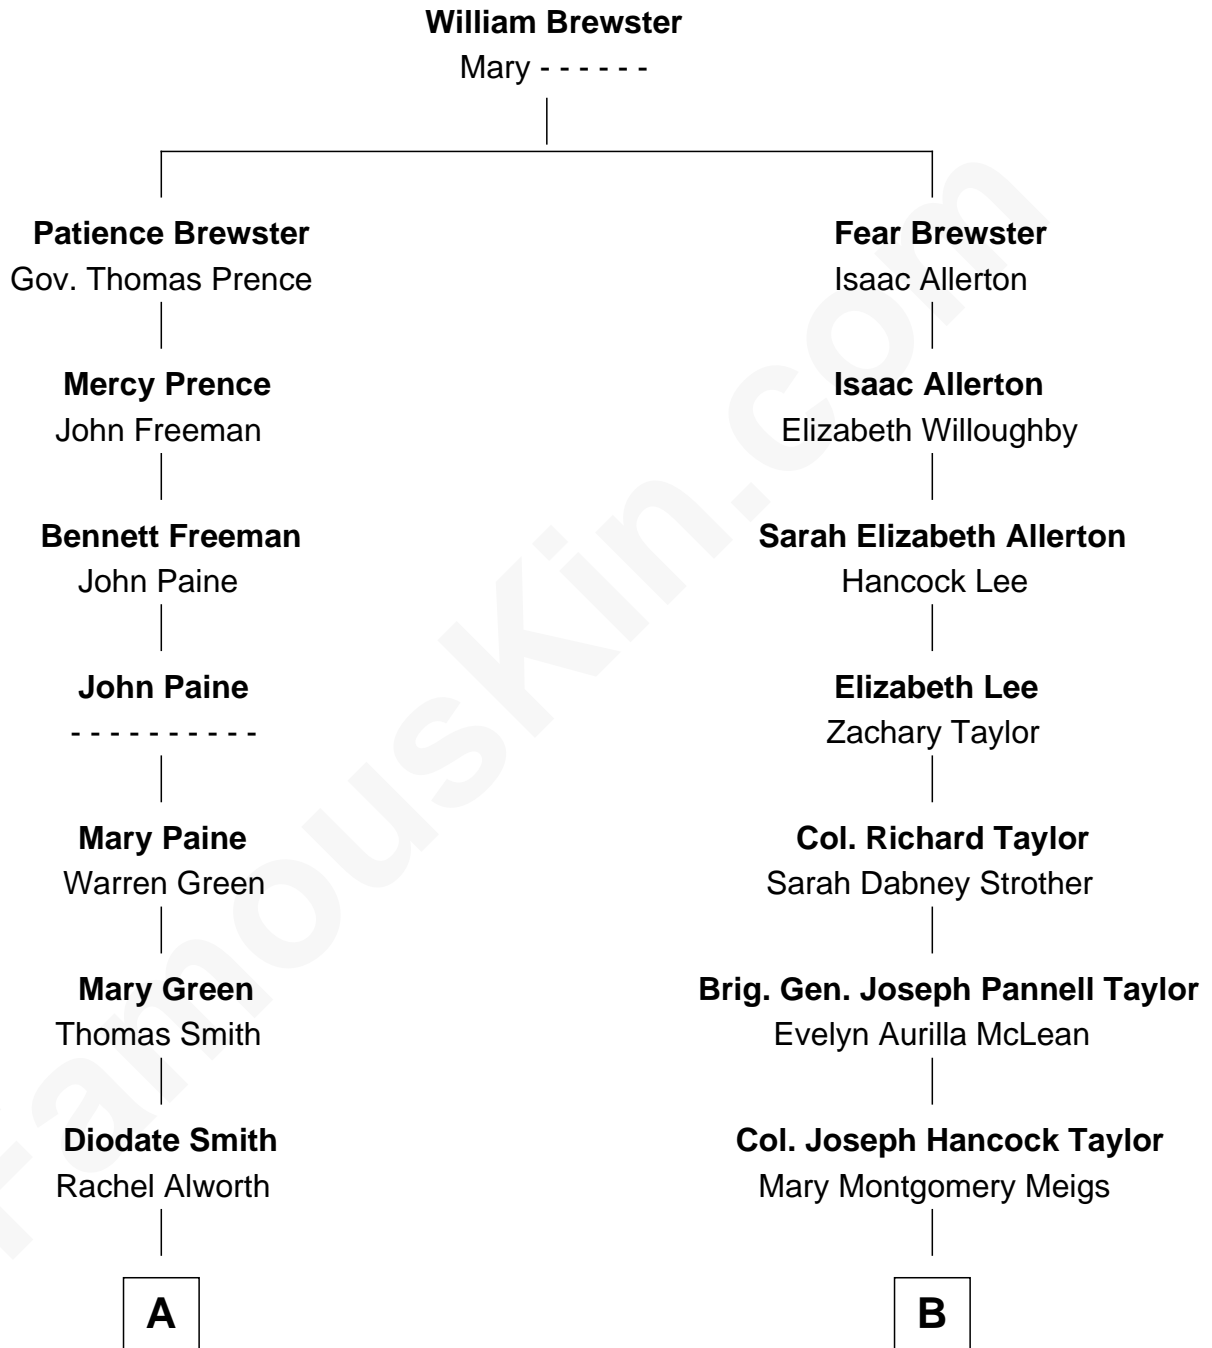 William Brewster
Mary - - - - - -
Patience Brewster
Gov. Thomas Prence
Fear Brewster
Isaac Allerton
Mercy Prence
John Freeman
Isaac Allerton
Elizabeth Willoughby
Bennett Freeman
John Paine
Sarah Elizabeth Allerton
Hancock Lee
John Paine
- - - - - - - - - -
Elizabeth Lee
Zachary Taylor
Mary Paine
Warren Green
Col. Richard Taylor
Sarah Dabney Strother
Mary Green
Thomas Smith
Brig. Gen. Joseph Pannell Taylor
Evelyn Aurilla McLean
Diodate Smith
Rachel Alworth
Col. Joseph Hancock Taylor
Mary Montgomery Meigs
A
B
FamousKin.com